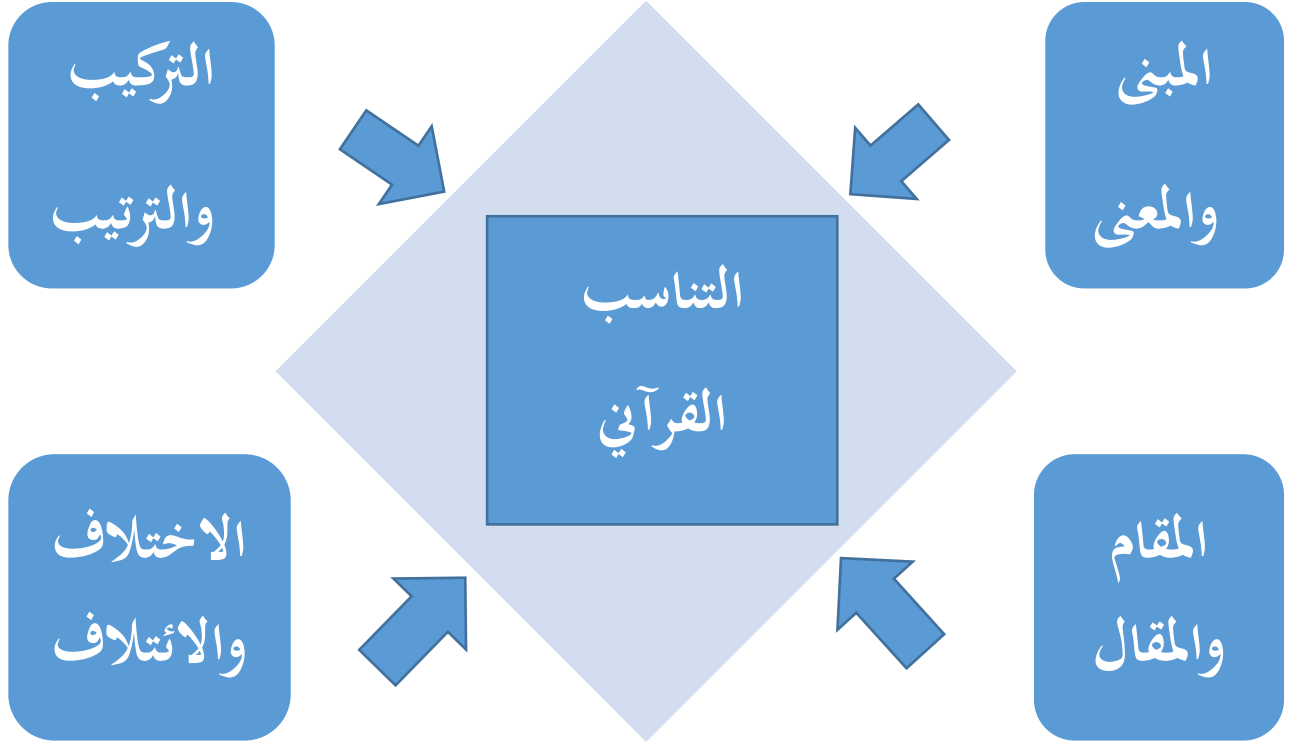 المبنى
والمعنى
التركيب
والترتيب
التناسب
القرآني
المقام
والمقال
الاختلاف
والائتلاف